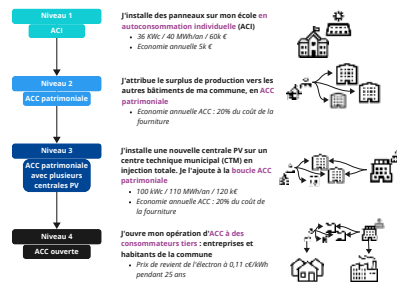 Niveau 1
ACI
J'installe des panneaux sur mon école en
autoconsommation individuelle (ACI)
• 36 KWc / 40 MWh/an / 60k €
• Economie annuelle 5k €
Niveau 2
ACC patrimoniale
J'attribue le surplus de production vers les
autres bâtiments de ma commune, en ACC
patrimoniale
• Economie annuelle ACC : 20% du coût de la
fourniture
Niveau 3
ACC patrimoniale
avec plusieurs
centrales PV
J'installe une nouvelle centrale PV sur un
centre technique municipal (CTM) en
injection totale. Je l'ajoute à la boucle ACC
patrimoniale
• 100 kWc / 110 MWh/an / 120 k€
• Economie annuelle ACC : 20% du coût de
la fourniture
Niveau 4
ACC ouverte
J'ouvre mon opération d'ACC à des
consommateurs tiers : entreprises et
habitants de la commune
• Prix de revient de l'électron à 0,11 c€/kWh
pendant 25 ans